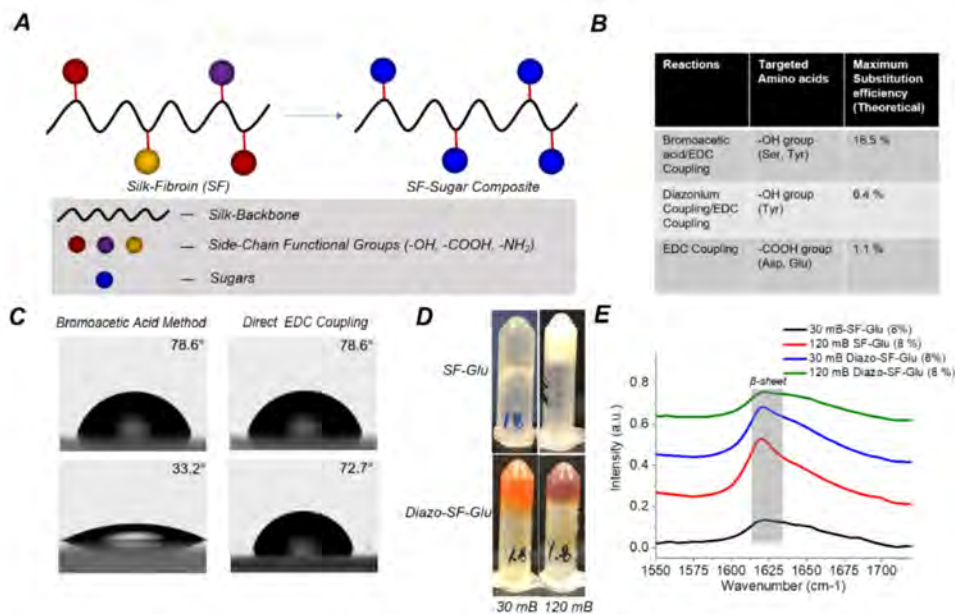 A
Silk-Fibroin (SF)
SF-Sugar Composite
— Silk-Backbone
— Side-Chain Functional Groups (-OH, -COOH, -NH₂)
— Sugars
B
Reactions
Targeted
Amino acids
Maximum
Substitution
efficiency
(Theoretical)
Bromoacetic
acid/EDC
Coupling
-OH group
(Ser, Tyr)
16.5 %
Diazonium
Coupling/EDC
Coupling
-OH group
(Tyr)
6.4 %
EDC Coupling
-COOH group
(Asp, Glu)
1.1 %
C
Bromoacetic Acid Method
Direct EDC Coupling
78.6°
78.6°
33.2°
72.7°
D
SF-Glu
Diazo-SF-Glu
1.8
1.8
30 mB
120 mB
E
30 mB-SF-Glu (8%)
120 mB SF-Glu (8 %)
30 mB Diazo-SF-Glu (8%)
120 mB Diazo-SF-Glu (8 %)
β-sheet
Intensity (a.u.)
0.8
0.6
0.4
0.2
0.0
1550 1575 1600 1625 1650 1675 1700
Wavenumber (cm-1)